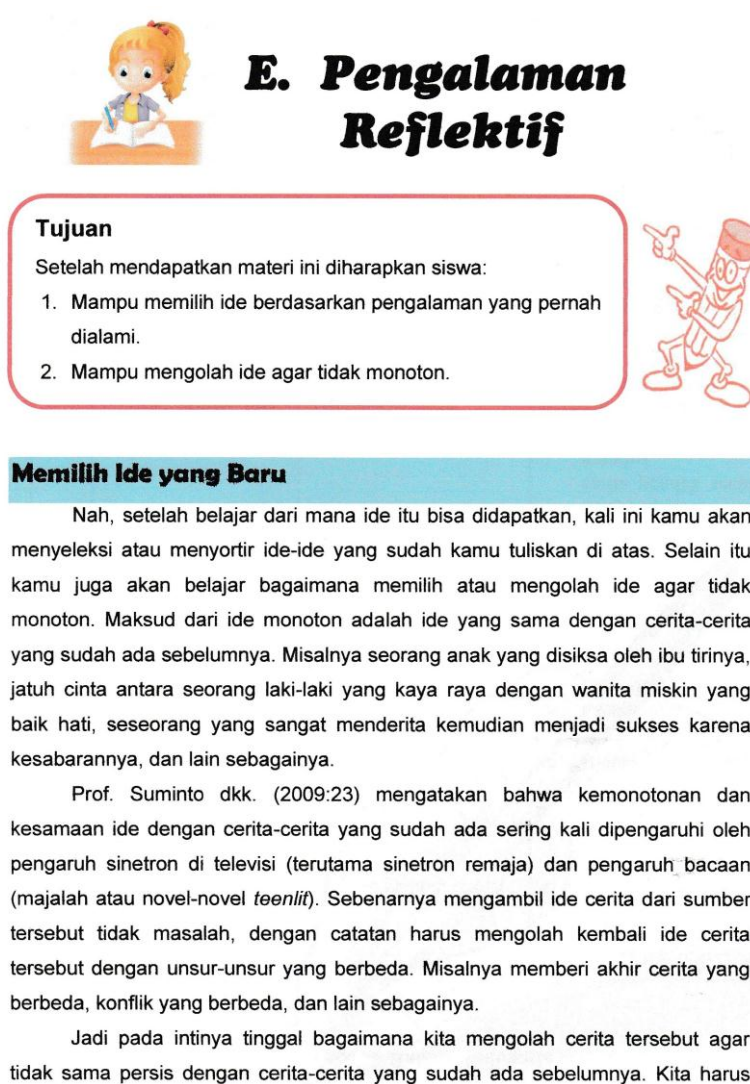 E. Pengalaman
Reflektif
Tujuan
Setelah mendapatkan materi ini diharapkan siswa:
1. Mampu memilih ide berdasarkan pengalaman yang pernah
dialami.
2. Mampu mengolah ide agar tidak monoton.
Memilih Ide yang Baru
Nah, setelah belajar dari mana ide itu bisa didapatkan, kali ini kamu akan
menyeleksi atau menyortir ide-ide yang sudah kamu tuliskan di atas. Selain itu
kamu juga akan belajar bagaimana memilih atau mengolah ide agar tidak
monoton. Maksud dari ide monoton adalah ide yang sama dengan cerita-cerita
yang sudah ada sebelumnya. Misalnya seorang anak yang disiksa oleh ibu tirinya,
jatuh cinta antara seorang laki-laki yang kaya raya dengan wanita miskin yang
baik hati, seseorang yang sangat menderita kemudian menjadi sukses karena
kesabarannya, dan lain sebagainya.
Prof. Suminto dkk. (2009:23) mengatakan bahwa kemonotonan dan
kesamaan ide dengan cerita-cerita yang sudah ada sering kali dipengaruhi oleh
pengaruh sinetron di televisi (terutama sinetron remaja) dan pengaruh bacaan
(majalah atau novel-novel teenlit). Sebenarnya mengambil ide cerita dari sumber
tersebut tidak masalah, dengan catatan harus mengolah kembali ide cerita
tersebut dengan unsur-unsur yang berbeda. Misalnya memberi akhir cerita yang
berbeda, konflik yang berbeda, dan lain sebagainya.
Jadi pada intinya tinggal bagaimana kita mengolah cerita tersebut agar
tidak sama persis dengan cerita-cerita yang sudah ada sebelumnya. Kita harus